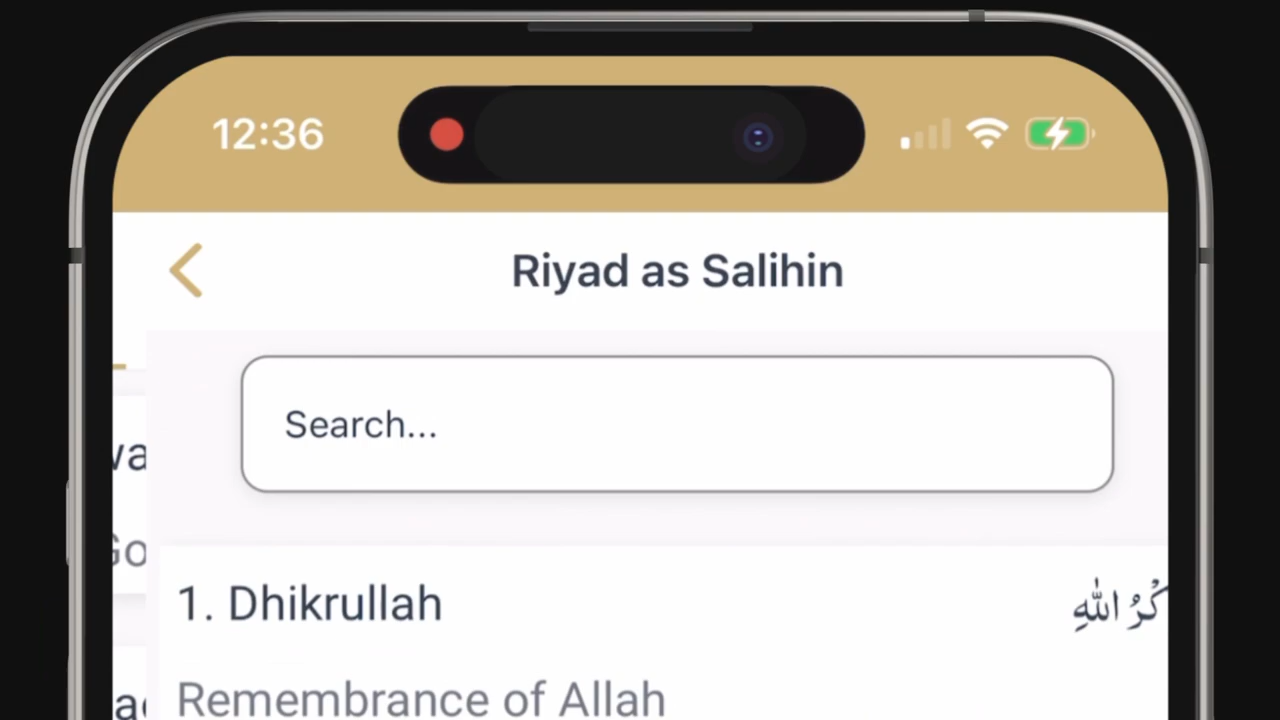 12:36
Riyad as Salihin
Search...
1. Dhikrullah
اللهِ
Remembrance of Allah